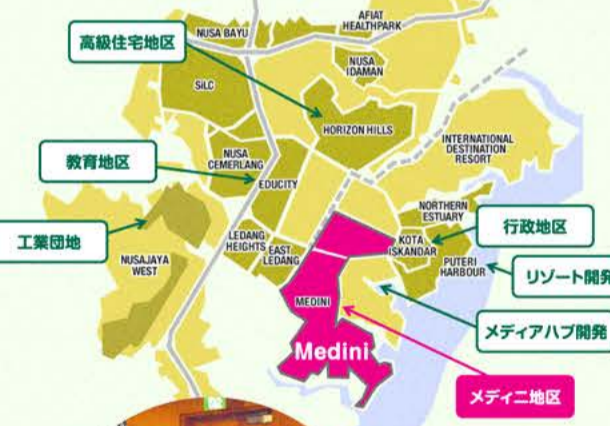 AFIAT
HEALTHPARK
NUSA BAYU
高級住宅地区
NUSA
IDAMAN
SiLC
HORIZON HILLS
INTERNATIONAL
DESTINATION
RESORT
教育地区
NUSA
CEMERLANG
EDUCITY
NORTHERN
ESTUARY
行政地区
工業団地
LEDANG
HEIGHTS
EAST
LEDANG
KOTA
ISKANDAR
PUTERI
HARBOUR
NUSAJAYA
WEST
リゾート開発
MEDINI
メディアハブ開発
Medini
メディニ地区